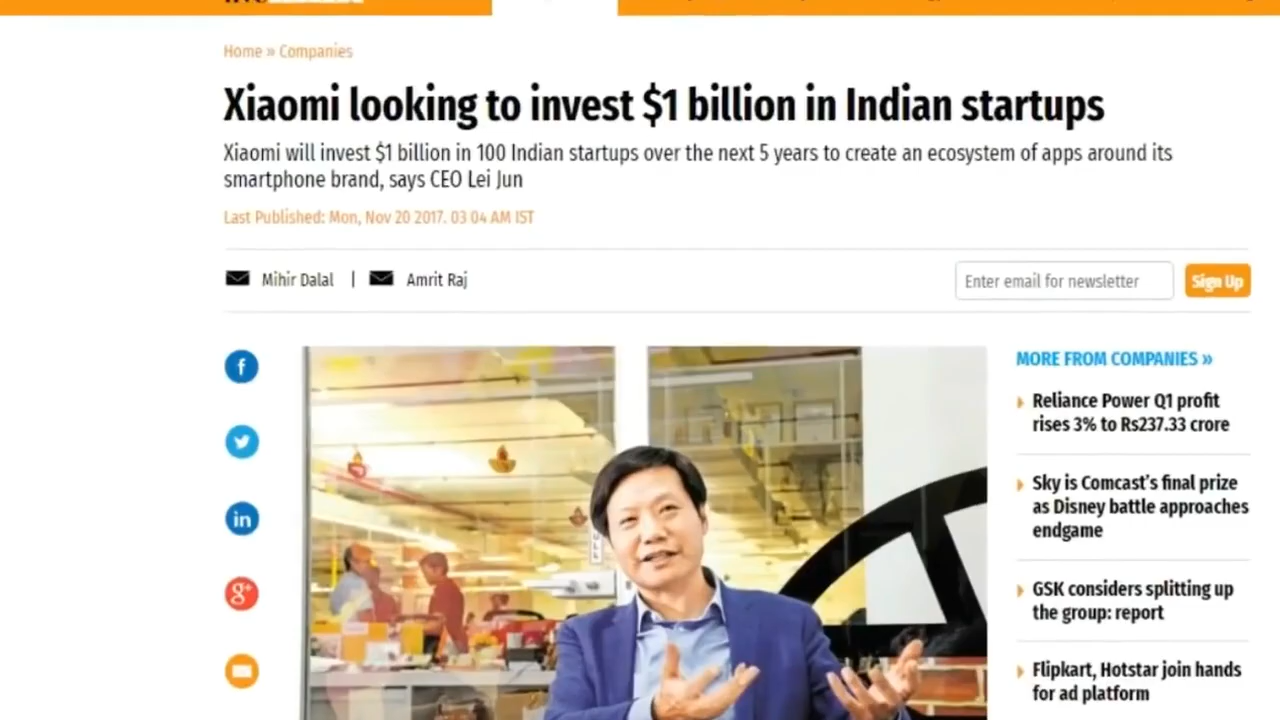 Home » Companies
Xiaomi looking to invest $1 billion in Indian startups
Xiaomi will invest $1 billion in 100 Indian startups over the next 5 years to create an ecosystem of apps around its
smartphone brand, says CEO Lei Jun
Last Published: Mon, Nov 20 2017. 03 04 AM IST
Mihir Dalal | Amrit Raj
Enter email for newsletter
Sign Up
f
in
g+
MORE FROM COMPANIES »
Reliance Power Q1 profit
rises 3% to Rs237.33 crore
Sky is Comcast's final prize
as Disney battle approaches
endgame
GSK considers splitting up
the group: report
Flipkart, Hotstar join hands
for ad platform